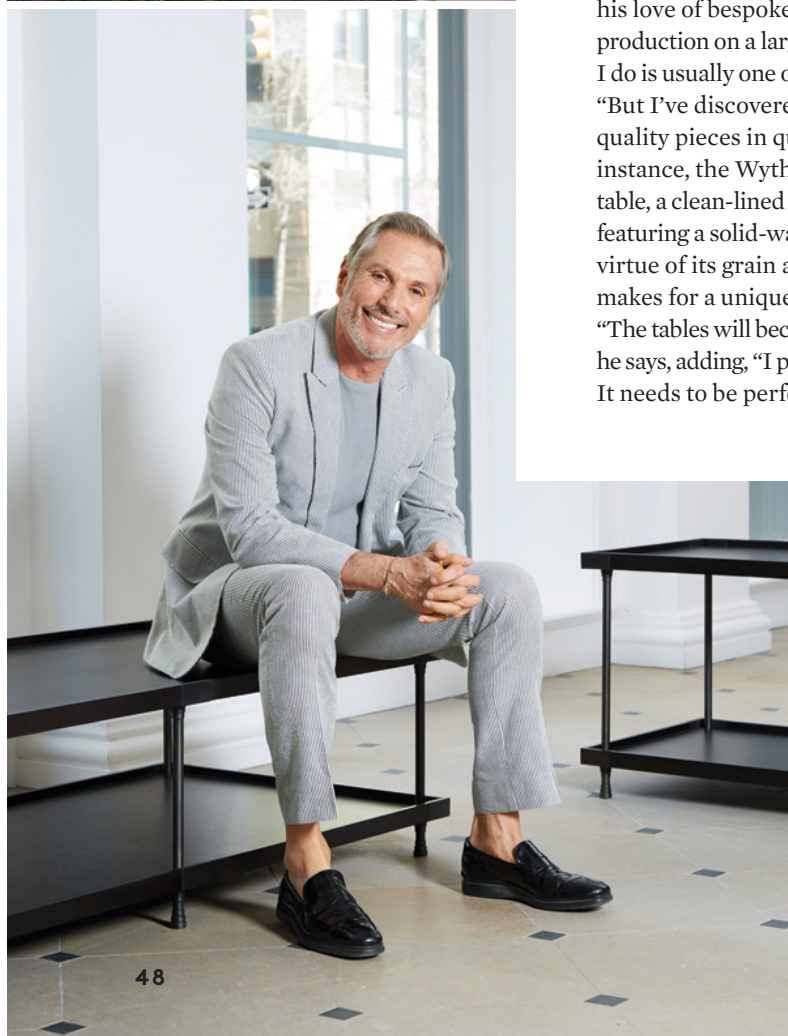 his love of bespoke
production on a lar
I do is usually one o
“But I’ve discovere
quality pieces in qu
instance, the Wyth
table, a clean-lined
featuring a solid-wa
virtue of its grain a
makes for a unique
“The tables will bec
he says, adding, “I p
It needs to be perf
48